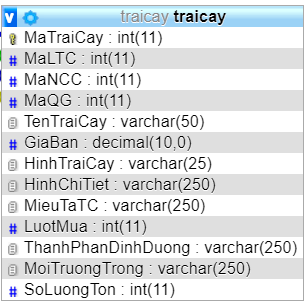 v traicay traicay
MaTraiCay : int(11)
# MaLTC : int(11)
# MaNCC : int(11)
# MaQG : int(11)
TenTraiCay : varchar(50)
# GiaBan : decimal(10,0)
HinhTraiCay : varchar(25)
HinhChiTiet : varchar(250)
MieuTaTC : varchar(250)
# LuotMua : int(11)
ThanhPhanDinhDuong : varchar(250)
MoiTruongTrong : varchar(250)
# SoLuongTon : int(11)